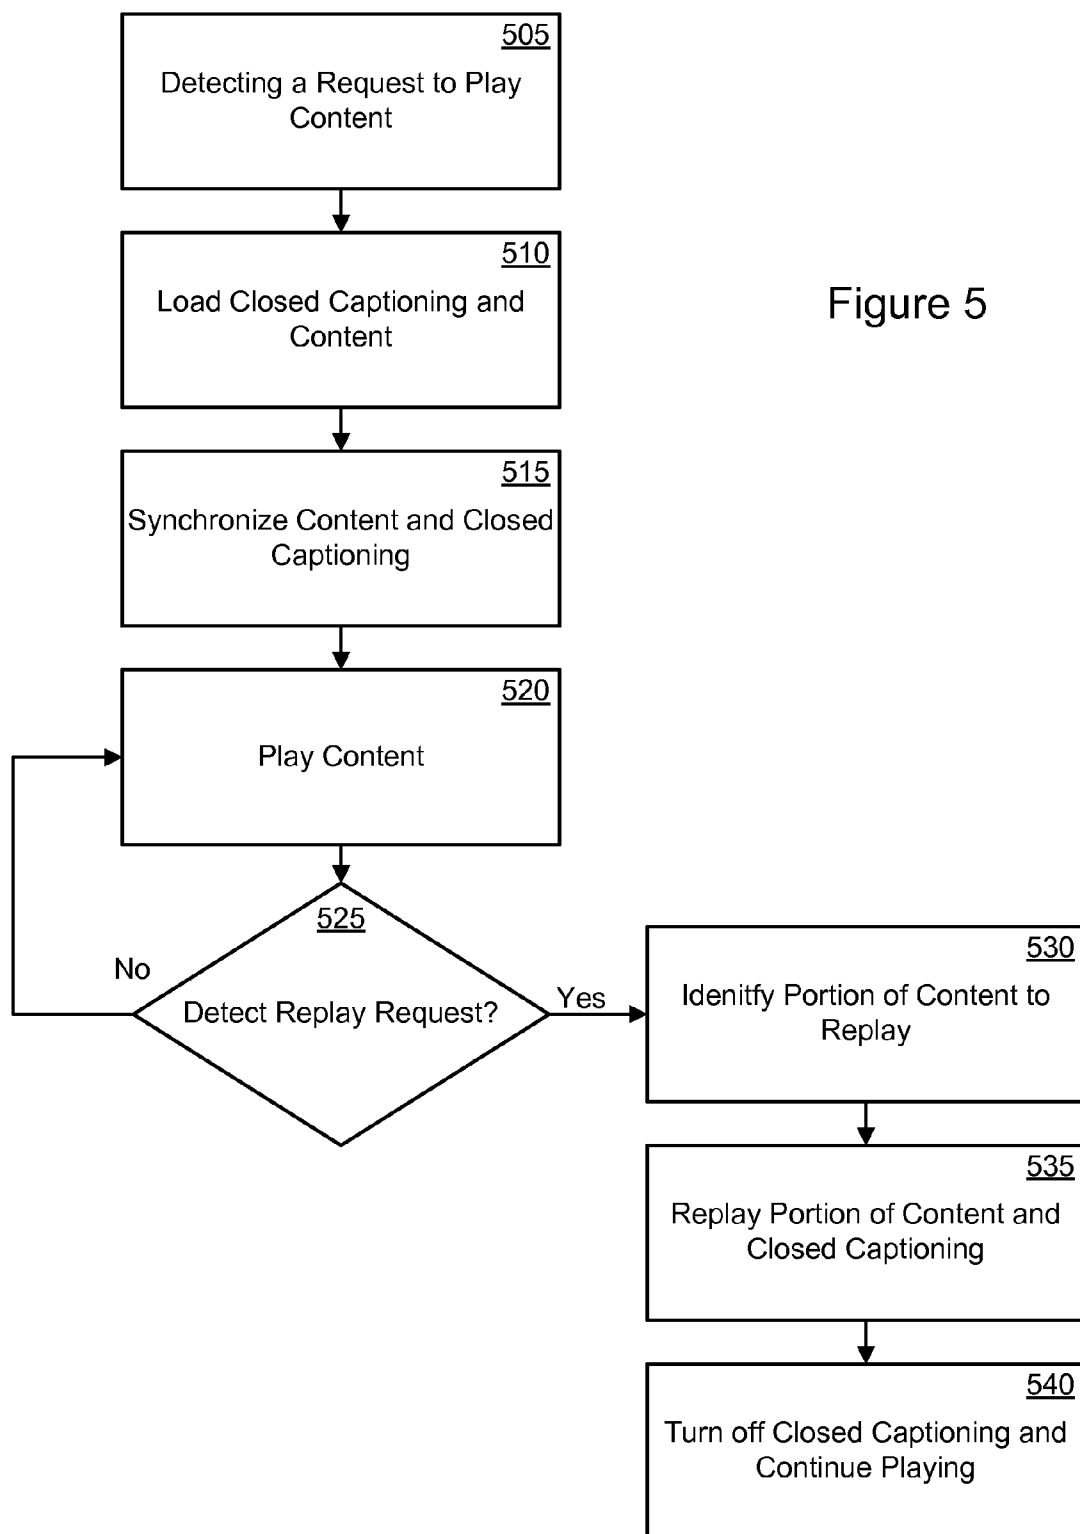 505
Detecting a Request to Play
Content
510
Load Closed Captioning and
Content
Figure 5
515
Synchronize Content and Closed
Captioning
520
Play Content
525
Detect Replay Request?
No
Yes
530
Idenitfy Portion of Content to
Replay
535
Replay Portion of Content and
Closed Captioning
540
Turn off Closed Captioning and
Continue Playing